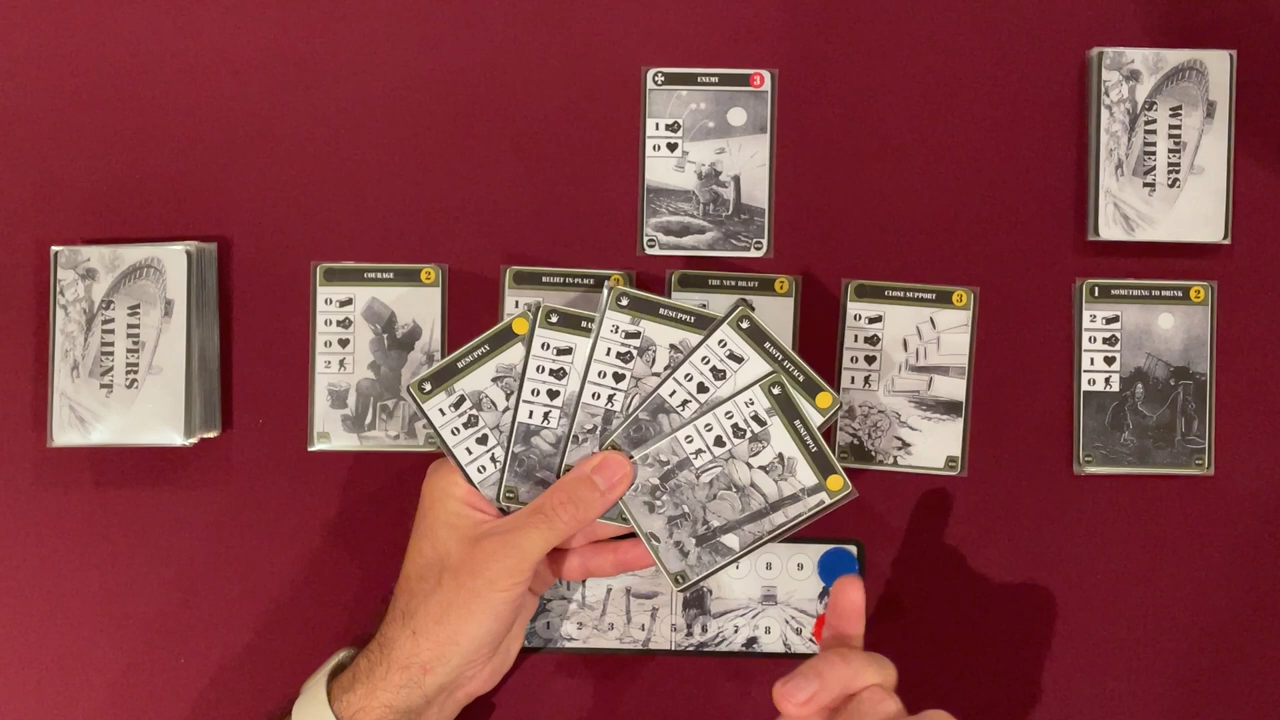 ENEMY 3
1
0
WIPERS
SALIENT
WIPERS
SALIENT
COURAGE 2
0
0
0
2
RELIEF IN-PLACE
1
THE NEW DRAFT 7
CLOSE SUPPORT 3
0
1
0
1
1 SOMETHING TO DRINK 2
2
0
1
0
RESUPPLY
1
0
1
0
HAS
0
0
0
1
RESUPPLY
3
1
0
0
HASTY ATTACK
0
0
0
1
RESUPPLY
2
0
0
0
7 8 9
1 2 3 4 5 6 7 8 9